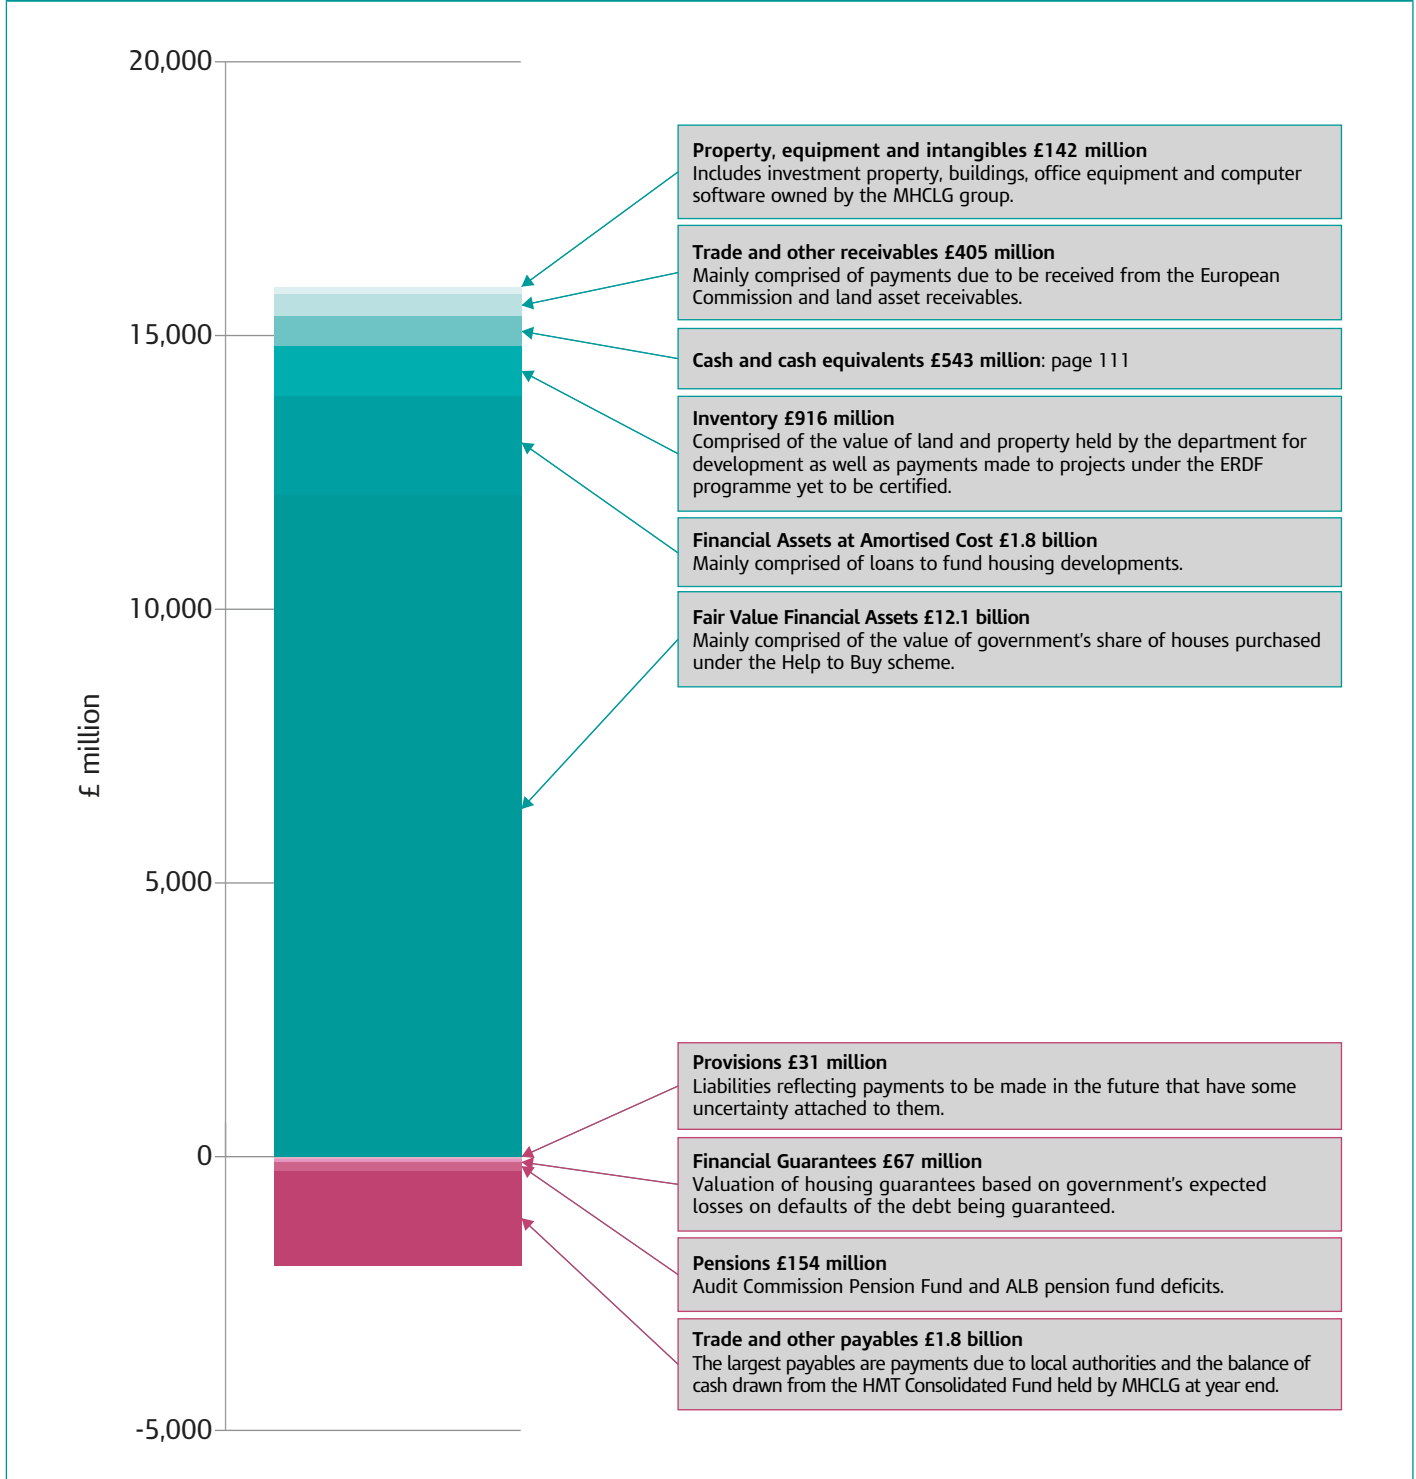 20,000
15,000
10,000
5,000
0
-5,000
£ million
Property, equipment and intangibles £142 million
Includes investment property, buildings, office equipment and computer
software owned by the MHCLG group.
Trade and other receivables £405 million
Mainly comprised of payments due to be received from the European
Commission and land asset receivables.
Cash and cash equivalents £543 million: page 111
Inventory £916 million
Comprised of the value of land and property held by the department for
development as well as payments made to projects under the ERDF
programme yet to be certified.
Financial Assets at Amortised Cost £1.8 billion
Mainly comprised of loans to fund housing developments.
Fair Value Financial Assets £12.1 billion
Mainly comprised of the value of government’s share of houses purchased
under the Help to Buy scheme.
Provisions £31 million
Liabilities reflecting payments to be made in the future that have some
uncertainty attached to them.
Financial Guarantees £67 million
Valuation of housing guarantees based on government’s expected
losses on defaults of the debt being guaranteed.
Pensions £154 million
Audit Commission Pension Fund and ALB pension fund deficits.
Trade and other payables £1.8 billion
The largest payables are payments due to local authorities and the balance of
cash drawn from the HMT Consolidated Fund held by MHCLG at year end.